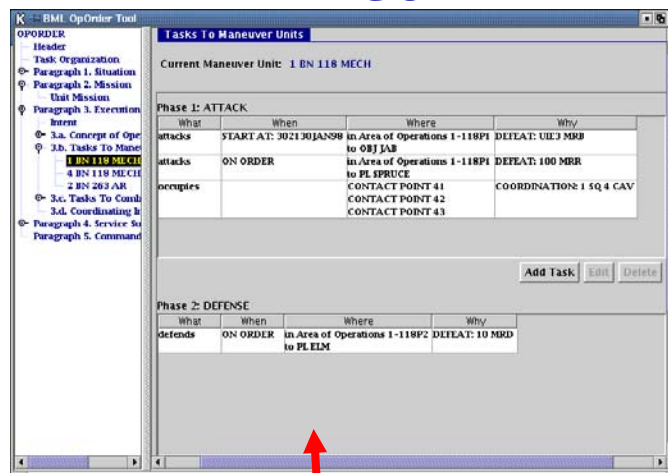 BML OpOrder Tool
OPORDER
Header
Task Organization
Paragraph 1. Situation
Paragraph 2. Mission
Unit Mission
Paragraph 3. Execution
Intent
3.a. Concept of Ope
3.b. Tasks To Mane
1 BN 118 MECH
4 BN 118 MECH
2 BN 263 AR
3.c. Tasks To Comb
3.d. Coordinating I
Paragraph 4. Service Su
Paragraph 5. Command
Tasks To Maneuver Units
Current Maneuver Unit: 1 BN 118 MECH
Phase 1: ATTACK
What When Where Why
attacks START AT: 302130JAN98 in Area of Operations 1-118P1 DEFEAT: UIE3 MRB
to OBJ JAB
attacks ON ORDER in Area of Operations 1-118P1 DEFEAT: 100 MRR
to PL SPRUCE
occupies CONTACT POINT 41 COORDINATION: 1 SQ 4 CAV
CONTACT POINT 42
CONTACT POINT 43
Add Task Edit Delete
Phase 2: DEFENSE
What When Where Why
defends ON ORDER in Area of Operations 1-118P2 DEFEAT: 10 MRD
to PL ELM